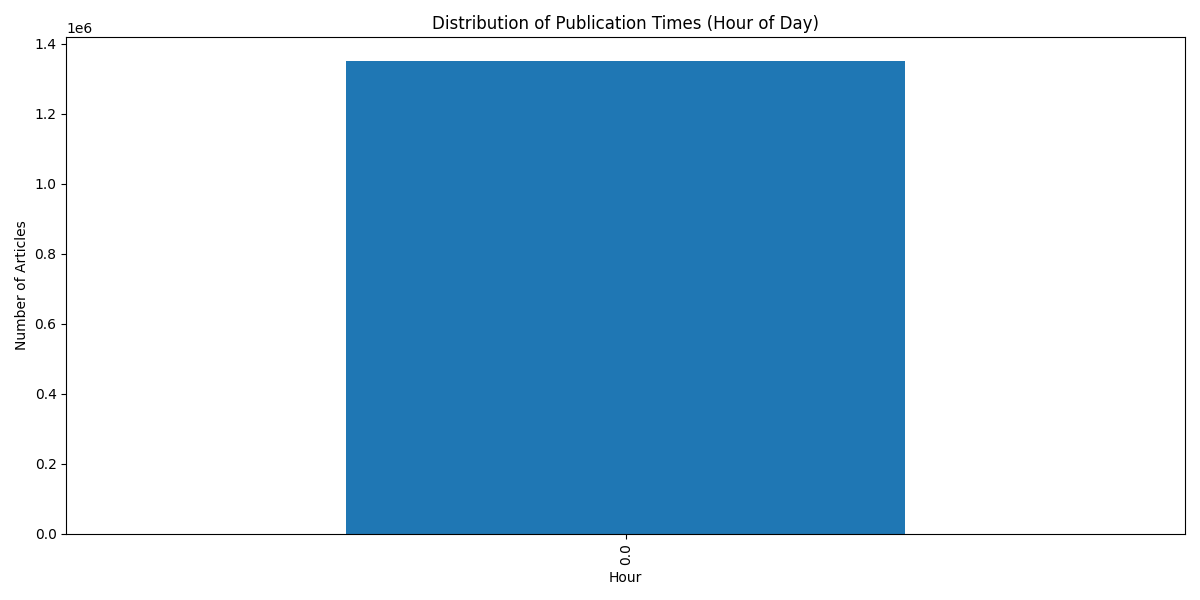 Distribution of Publication Times (Hour of Day)
1e6
1.4
1.2
1.0
0.8
0.6
0.4
0.2
0.0
Number of Articles
0.0
Hour